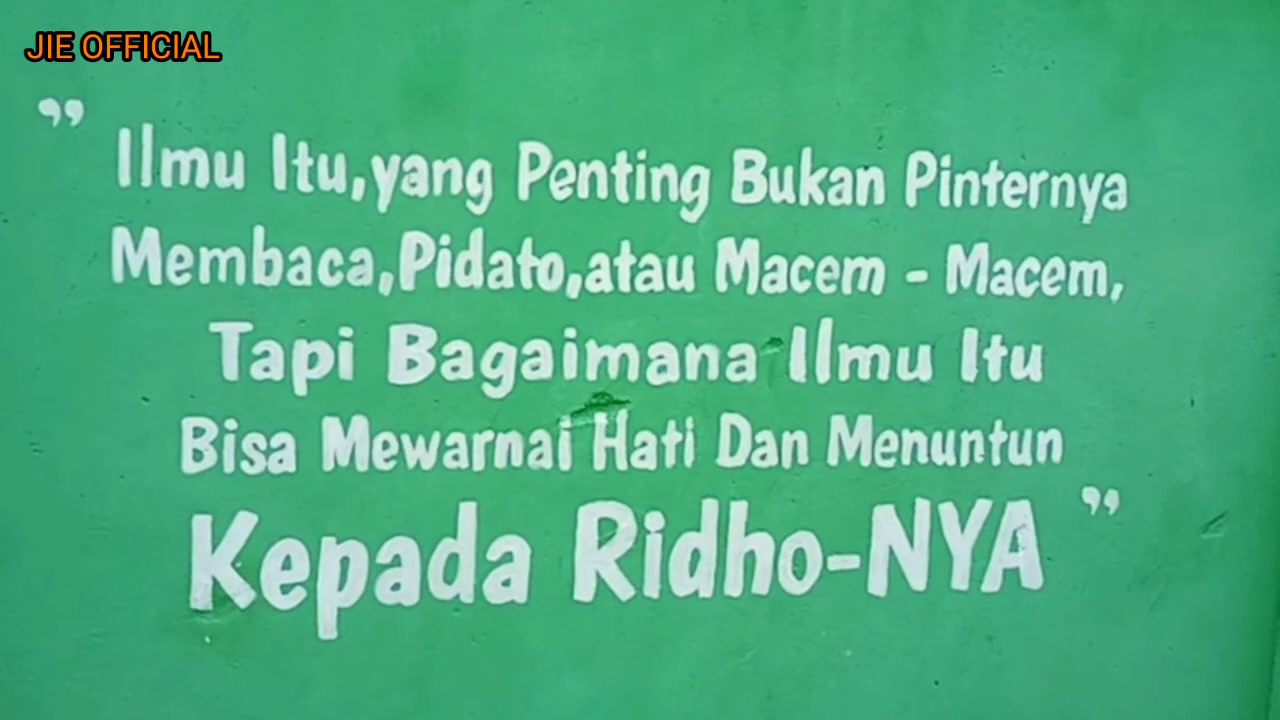 JIE OFFICIAL
” Ilmu Itu,yang Penting Bukan Pinternya
Membaca,Pidato,atau Macem - Macem,
Tapi Bagaimana Ilmu Itu
Bisa Mewarnai Hati Dan Menuntun
Kepada Ridho-NYA ”